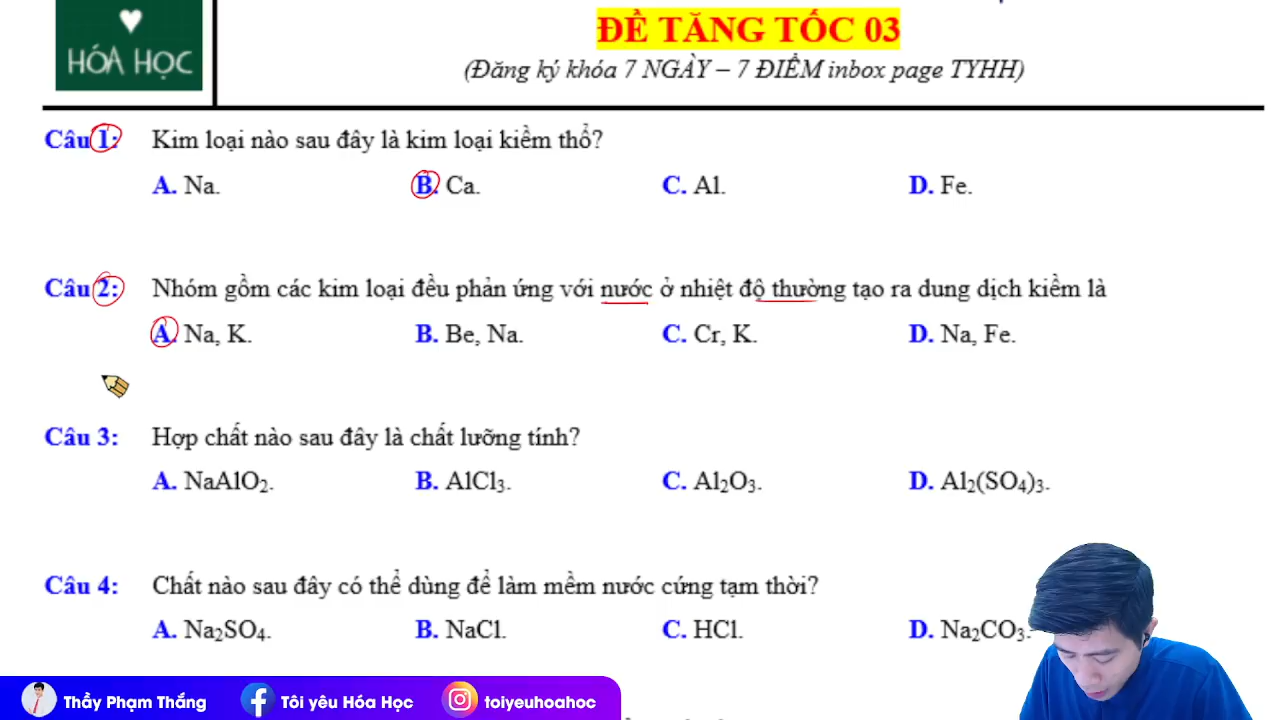 HÓA HỌC
ĐỀ TĂNG TỐC 03
(Đăng ký khóa 7 NGÀY – 7 ĐIỂM inbox page TYHH)
Câu 1: Kim loại nào sau đây là kim loại kiềm thổ?
A. Na. B. Ca. C. Al. D. Fe.
Câu 2: Nhóm gồm các kim loại đều phản ứng với nước ở nhiệt độ thường tạo ra dung dịch kiềm là
A. Na, K. B. Be, Na. C. Cr, K. D. Na, Fe.
Câu 3: Hợp chất nào sau đây là chất lưỡng tính?
A. NaAlO₂. B. AlCl₃. C. Al₂O₃. D. Al₂(SO₄)₃.
Câu 4: Chất nào sau đây có thể dùng để làm mềm nước cứng tạm thời?
A. Na₂SO₄. B. NaCl. C. HCl. D. Na₂CO₃.
Thầy Phạm Thắng Tôi yêu Hóa Học toiyeuhoahoc